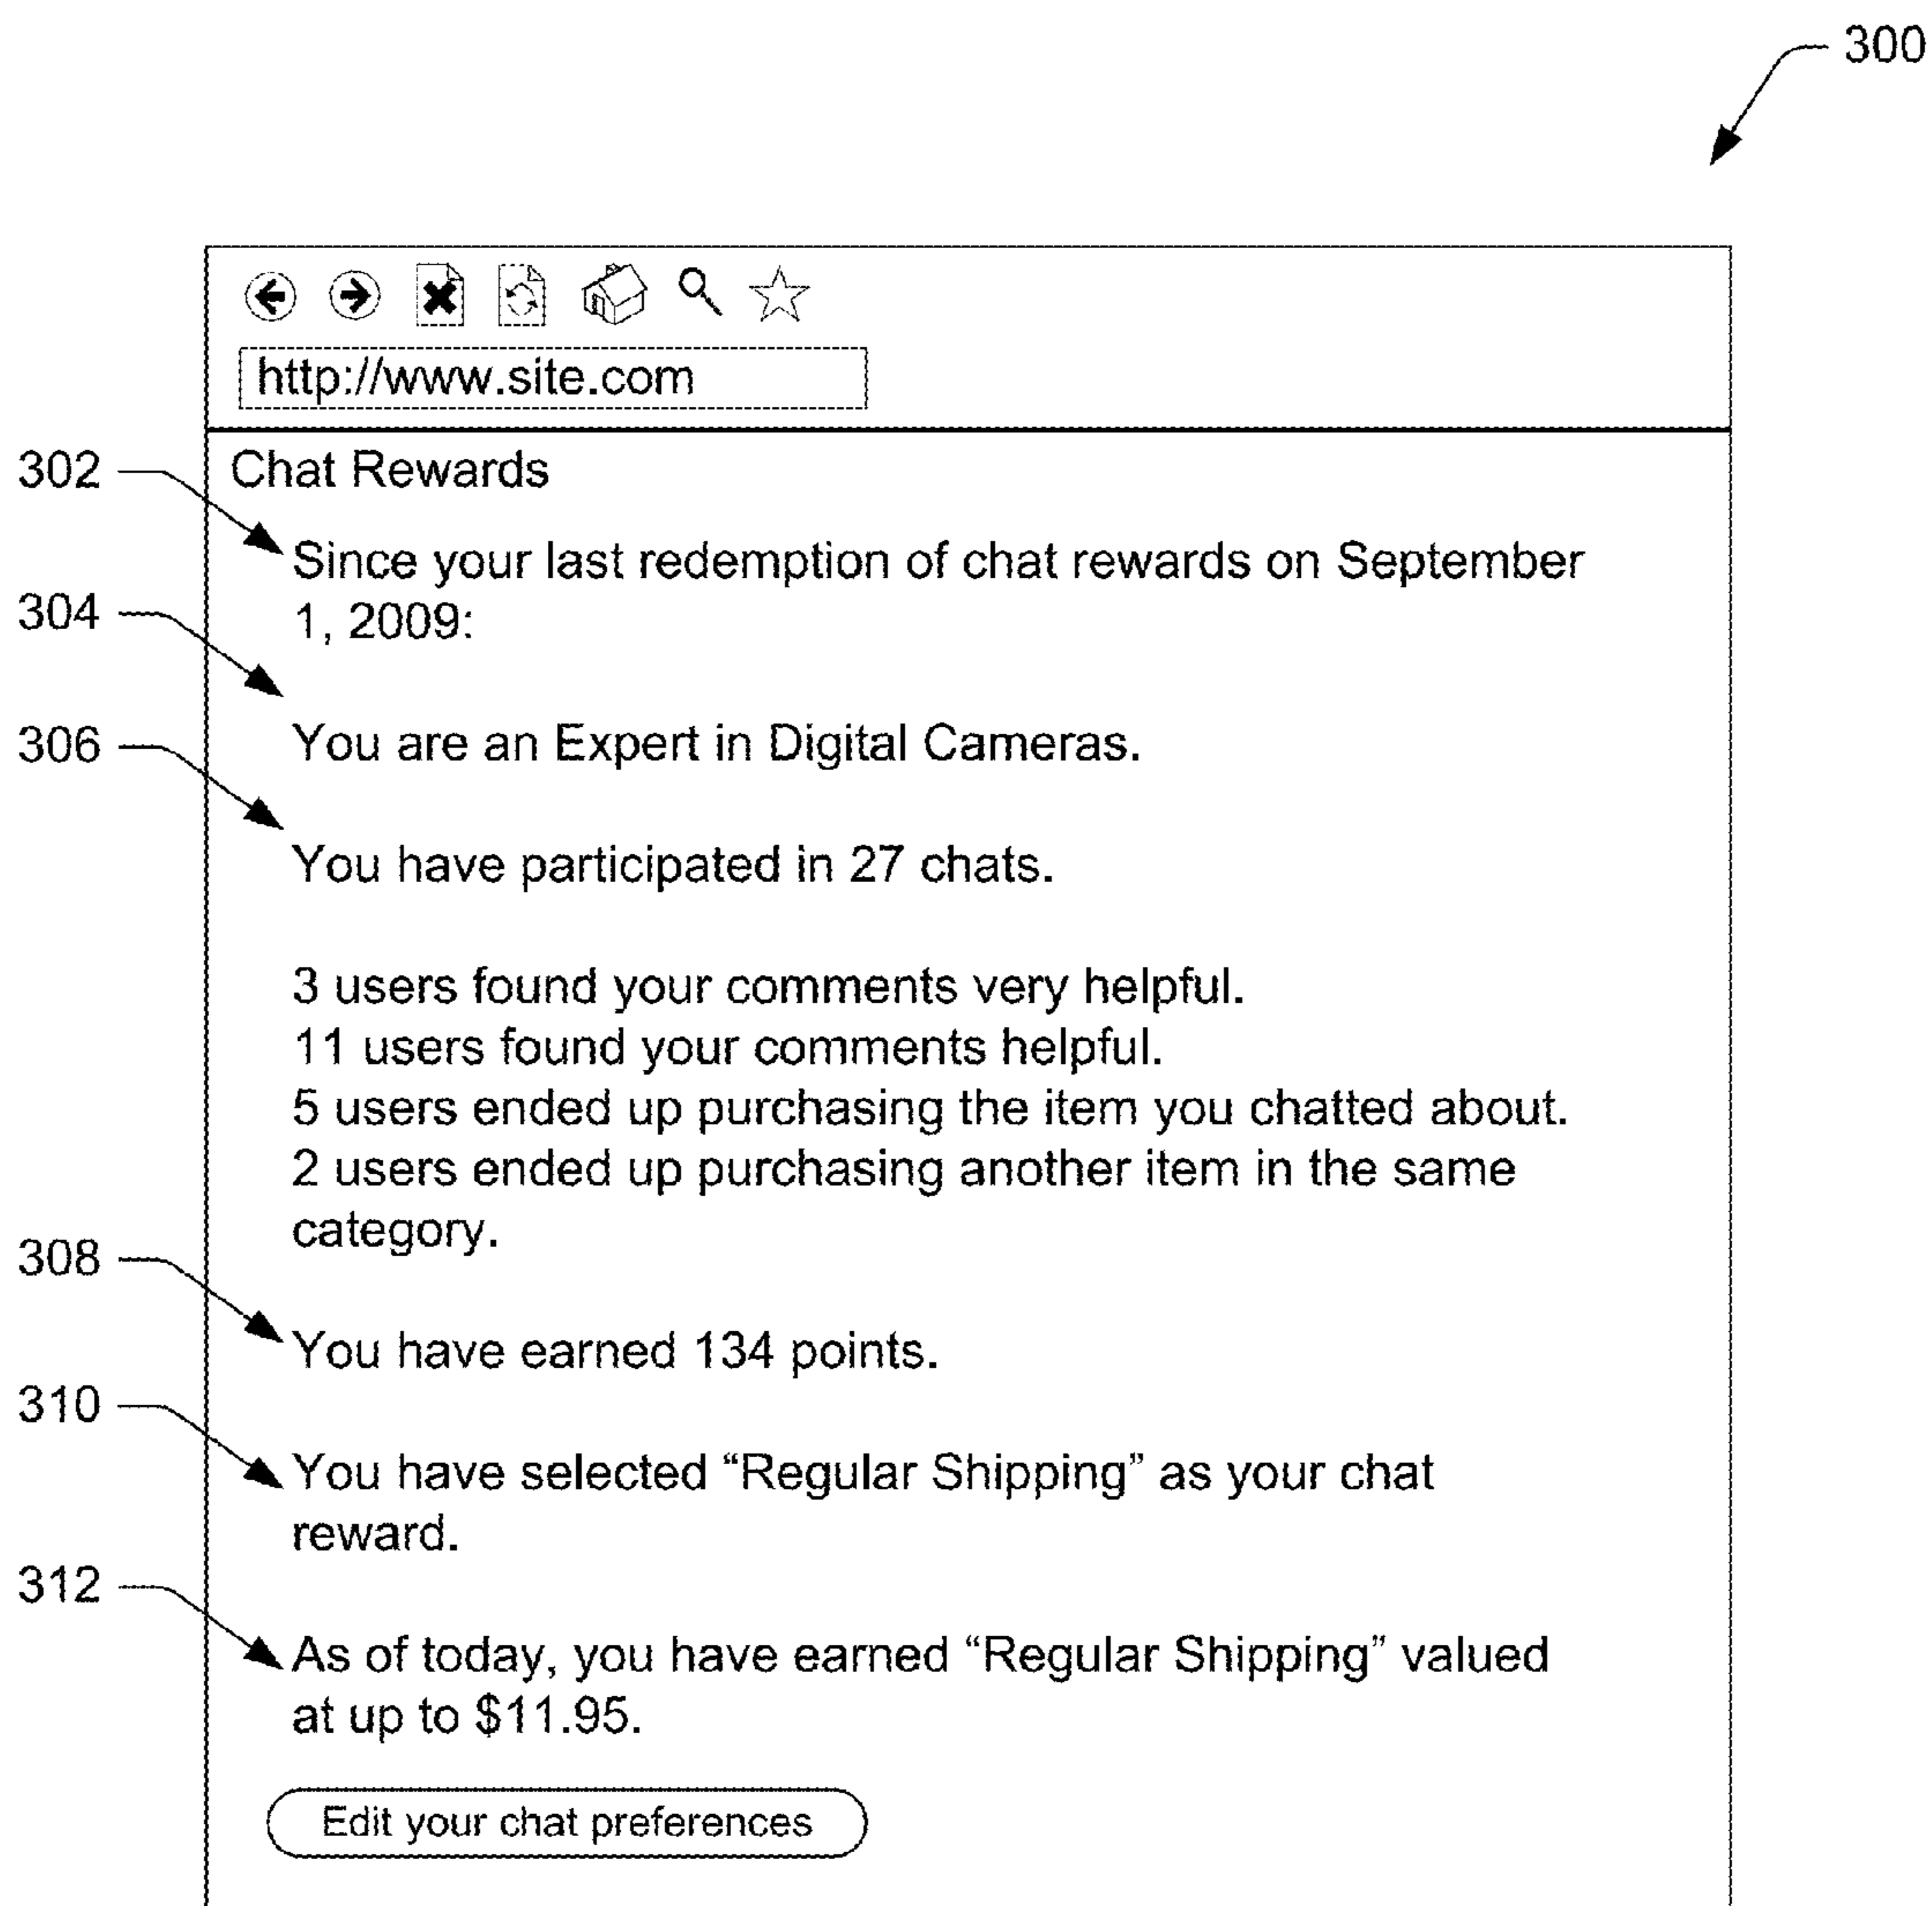 300
http://www.site.com
302
Chat Rewards
Since your last redemption of chat rewards on September
304
1, 2009:
306
You are an Expert in Digital Cameras.
You have participated in 27 chats.
3 users found your comments very helpful.
11 users found your comments helpful.
5 users ended up purchasing the item you chatted about.
2 users ended up purchasing another item in the same
category.
308
You have earned 134 points.
310
You have selected “Regular Shipping” as your chat
reward.
312
As of today, you have earned “Regular Shipping” valued
at up to $11.95.
Edit your chat preferences